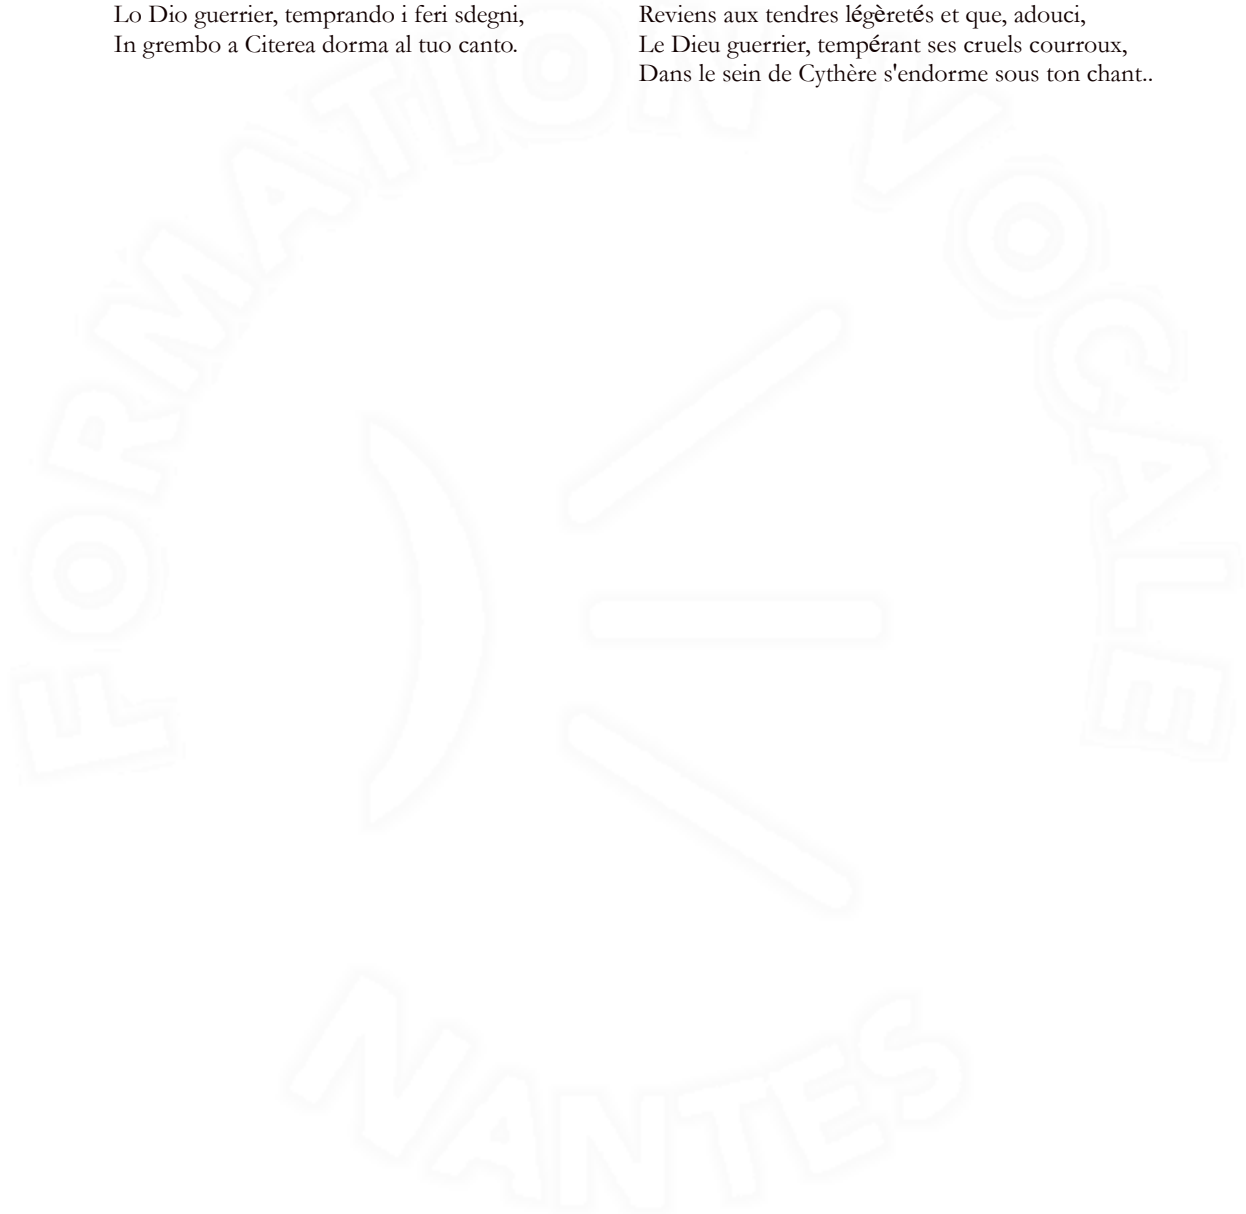 Lo Dio guerrier, temprando i feri sdegni,
In grembo a Citerea dorma al tuo canto.
Reviens aux tendres légèretés et que, adouci,
Le Dieu guerrier, tempérant ses cruels courroux,
Dans le sein de Cythère s'endorme sous ton chant..
FORMATION VOCALE
NANTES